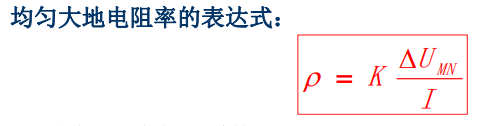 均匀大地电阻率的表达式：
ρ = K ΔU_MN / I